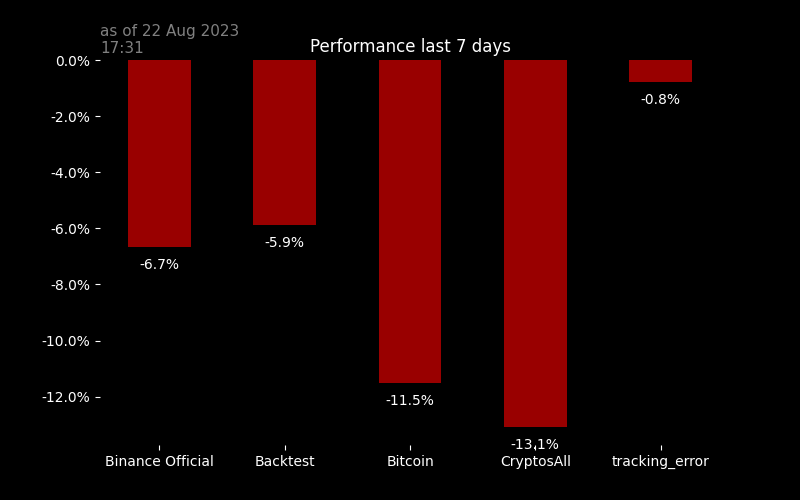 as of 22 Aug 2023
17:31
Performance last 7 days
0.0%
-2.0%
-4.0%
-6.0%
-8.0%
-10.0%
-12.0%
-6.7%
-5.9%
-11.5%
-13.1%
-0.8%
Binance Official
Backtest
Bitcoin
CryptosAll
tracking_error